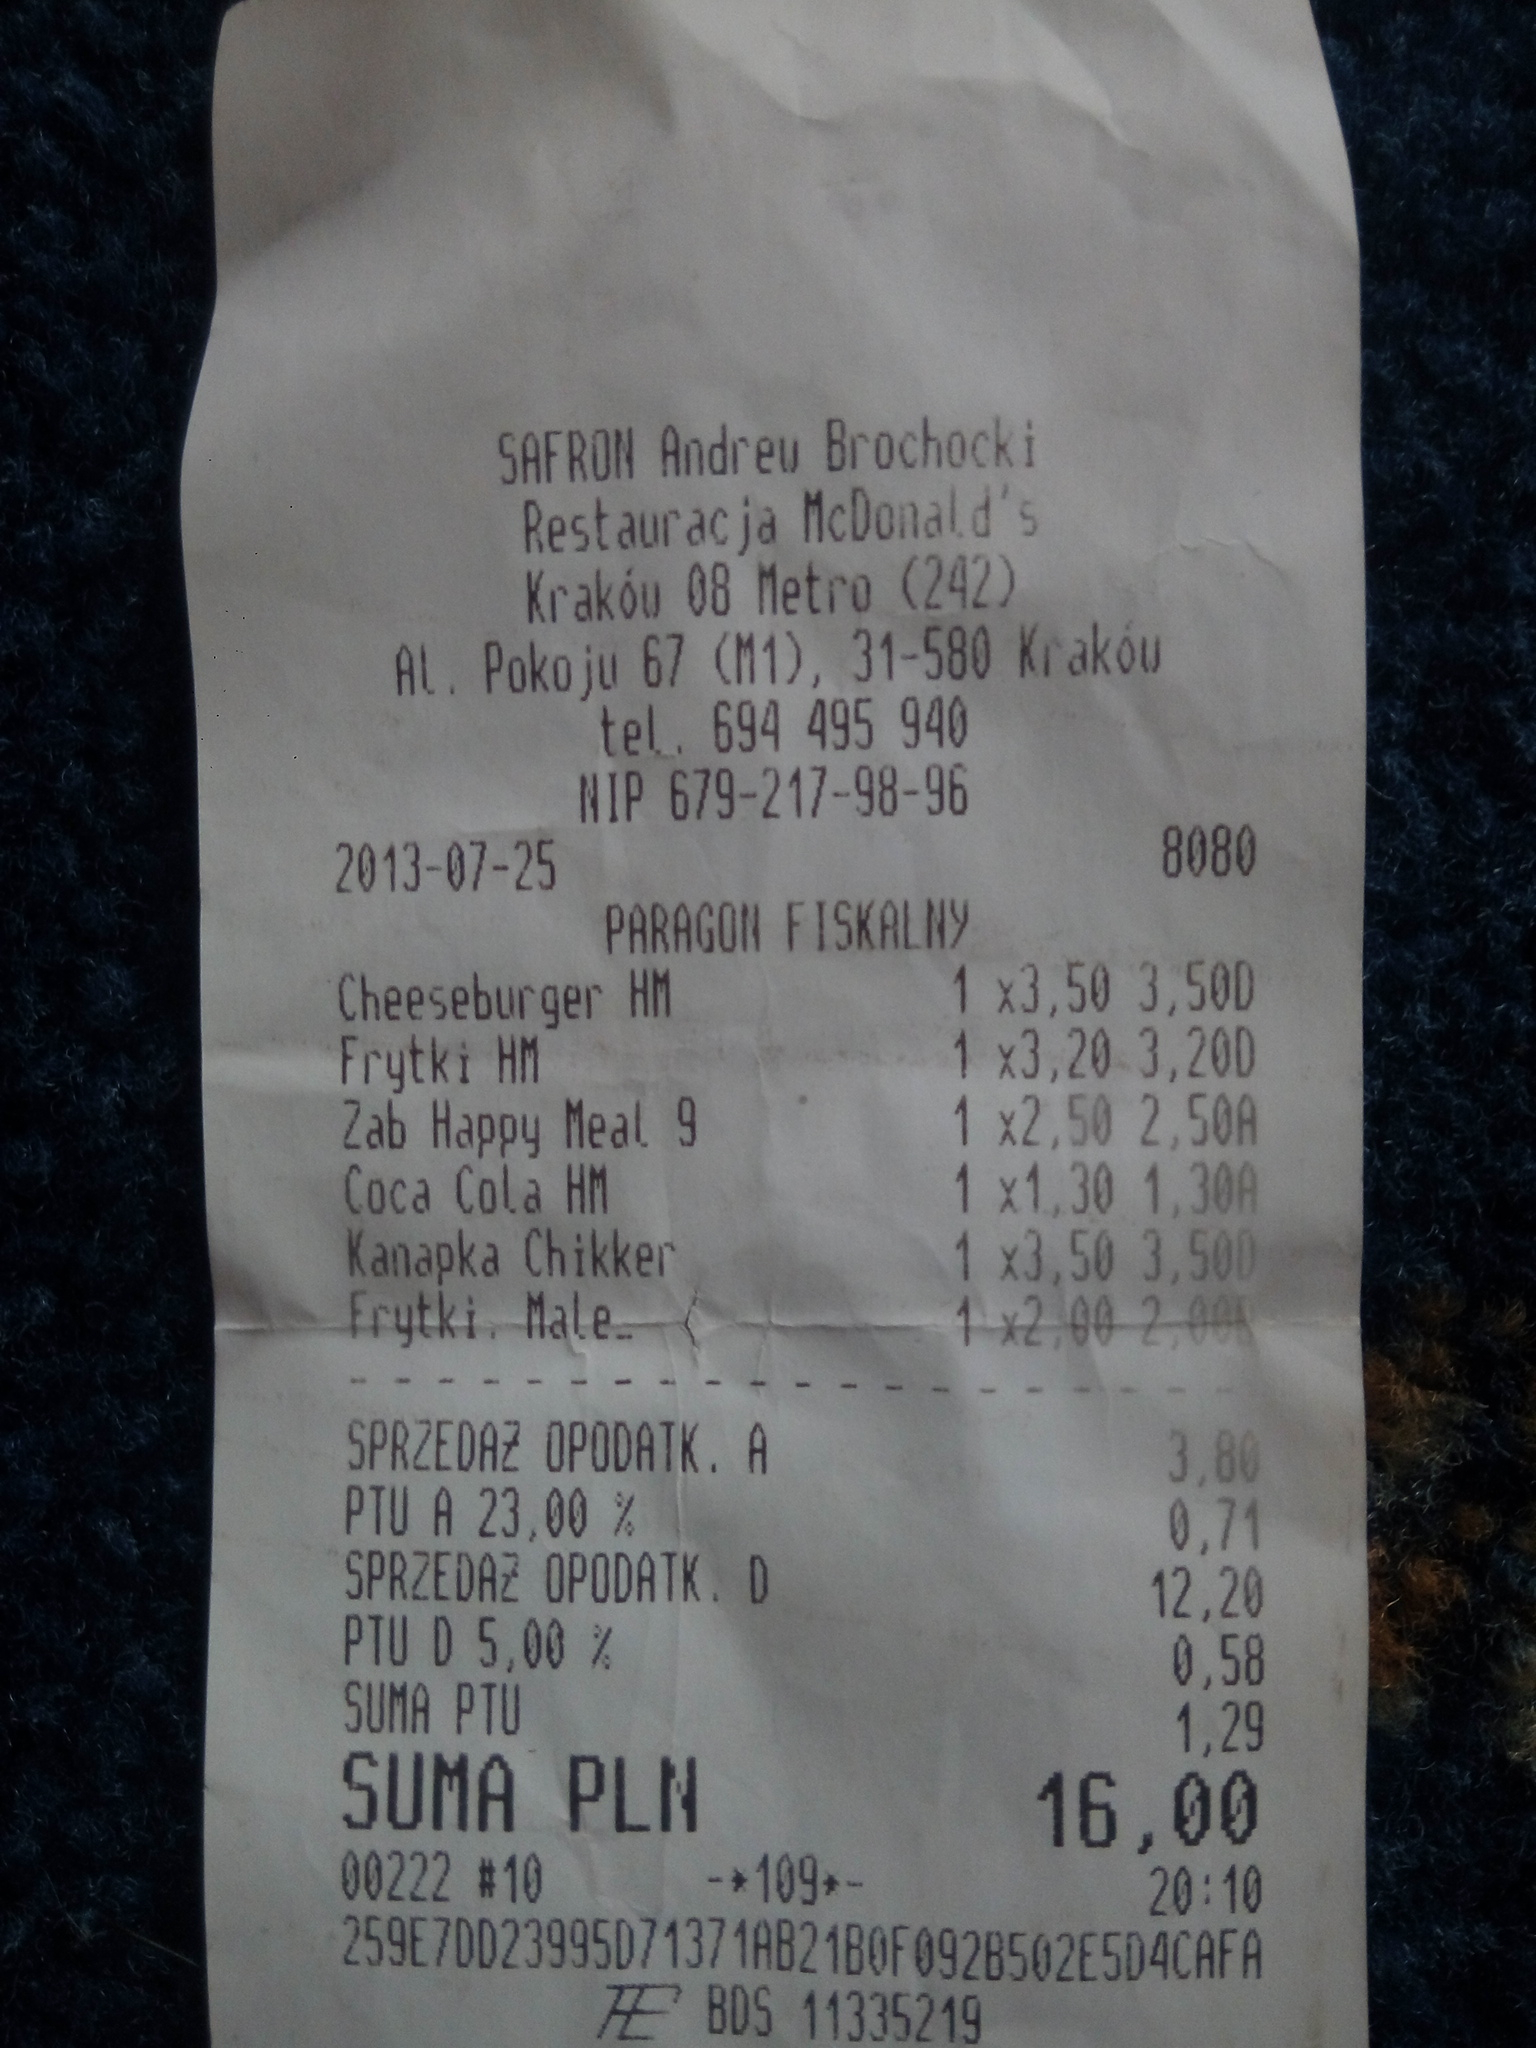 SAFRON Andrew Brochocki
Restauracja McDonald's
Kraków 08 Metro (242)
Al. Pokoju 67 (M1), 31-580 Kraków
tel. 694 495 940
NIP 679-217-98-96
2013-07-25 8080
PARAGON FISKALNY
Cheeseburger HM 1 x3,50 3,50D
Frytki HM 1 x3,20 3,20D
Zab Happy Meal 9 1 x2,50 2,50A
Coca Cola HM 1 x1,30 1,30A
Kanapka Chikker 1 x3,50 3,50D
Frytki. Male_ 1 x2,00 2,00D
SPRZEDAŻ OPODATK. A 3,80
PTU A 23,00 % 0,71
SPRZEDAŻ OPODATK. D 12,20
PTU D 5,00 % 0,58
SUMA PTU 1,29
SUMA PLN 16,00
00222 #10 -*109*- 20:10
259E7DD23995D71371AB21B0F092B502E5D4CAFA
BDS 11335219